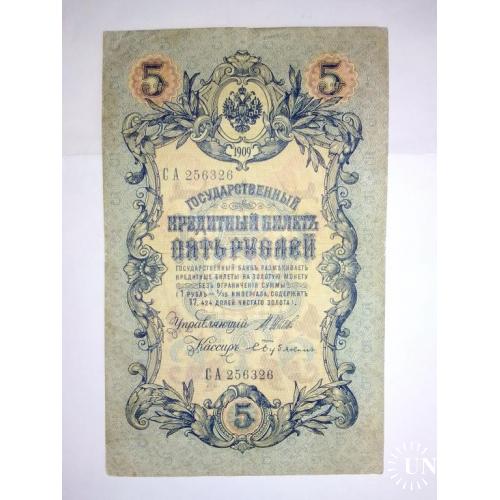 5 5
1909
СА 256326
ГОСУДАРСТВЕННЫЙ
КРЕДИТНЫЙ БИЛЕТЪ
ПЯТЬ РУБЛЕЙ
ГОСУДАРСТВЕННЫЙ БАНКЪ РАЗМѢНИВАЕТЪ
КРЕДИТНЫЕ БИЛЕТЫ НА ЗОЛОТУЮ МОНЕТУ
БЕЗЪ ОГРАНИЧЕНІЯ СУММЫ
(1 РУБЛЬ = 1/15 ИМПЕРІАЛА, СОДЕРЖИТЪ
17,424 ДОЛЕЙ ЧИСТАГО ЗОЛОТА).
Управляющій
Кассиръ
СА 256326
5
UN